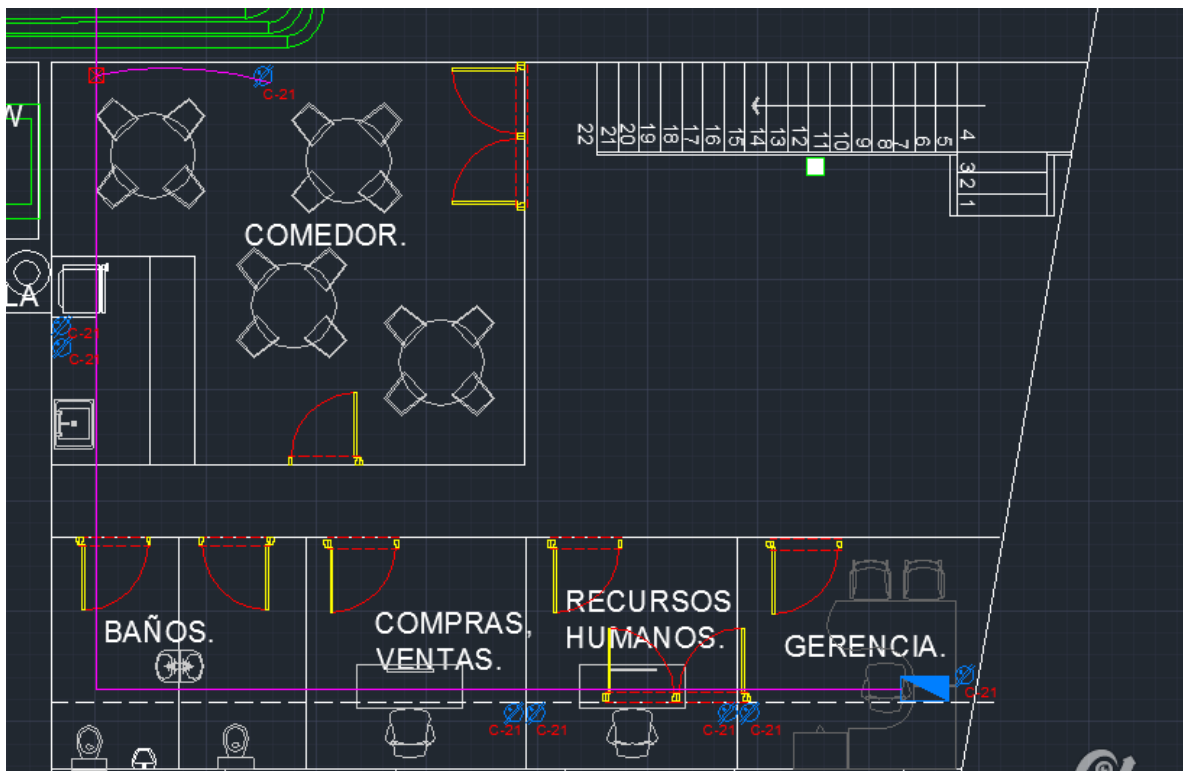 C-21
W
22
21
20
19
18
17
16
15
14
13
12
11
10
9
8
7
6
5
4
3
2
1
COMEDOR.
LA
C-21
C-21
BAÑOS.
COMPRAS,
VENTAS.
RECURSOS
HUMANOS.
GERENCIA.
C-21
C-21
C-21
C-21
C-21